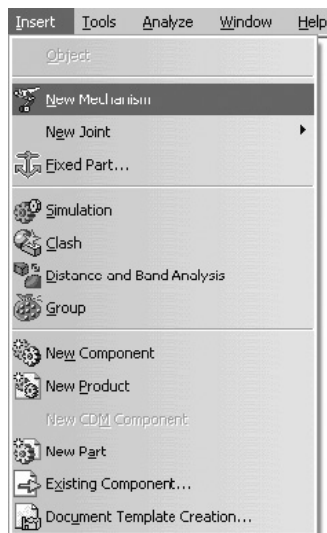 Insert Tools Analyze Window Help
Object
New Mechanism
New Joint
Fixed Part...
Simulation
Clash
Distance and Band Analysis
Group
New Component
New Product
New CDM Component
New Part
Existing Component...
Document Template Creation...